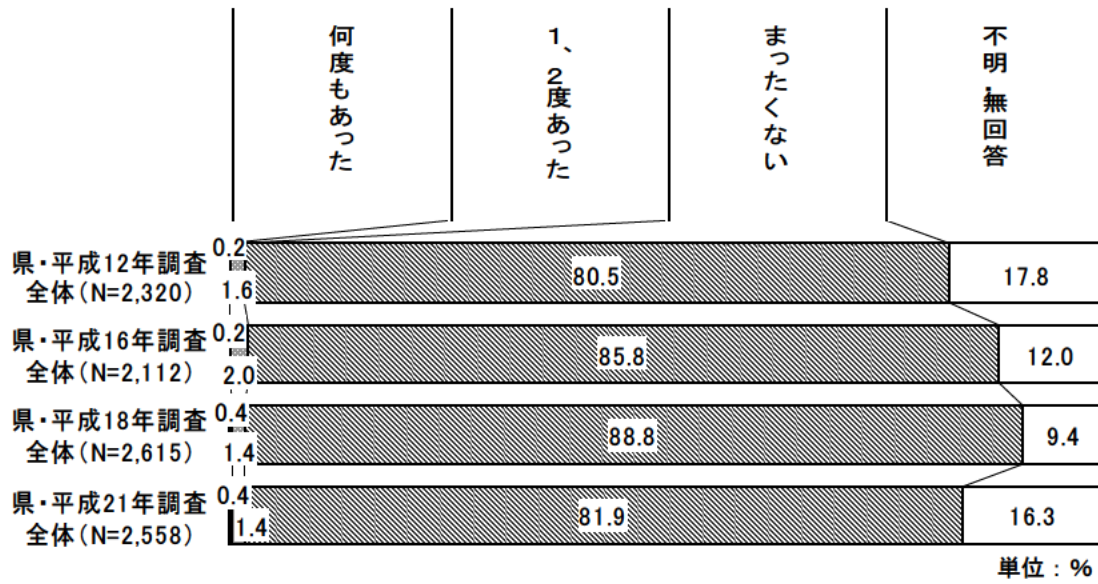 何度もあった
1、2度あった
まったくない
不明・無回答
県・平成12年調査
全体(N=2,320)
0.2
1.6
80.5
17.8
県・平成16年調査
全体(N=2,112)
0.2
2.0
85.8
12.0
県・平成18年調査
全体(N=2,615)
0.4
1.4
88.8
9.4
県・平成21年調査
全体(N=2,558)
0.4
1.4
81.9
16.3
単位:%